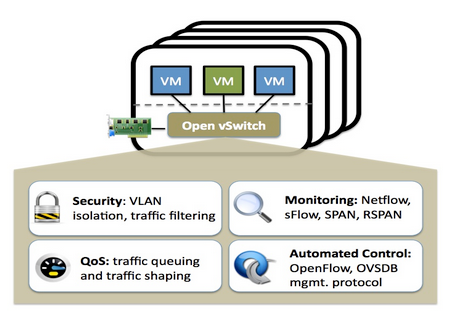 VM VM VM
Open vSwitch
Security: VLAN
isolation, traffic filtering
Monitoring: Netflow,
sFlow, SPAN, RSPAN
QoS: traffic queuing
and traffic shaping
Automated Control:
OpenFlow, OVSDB
mgmt. protocol